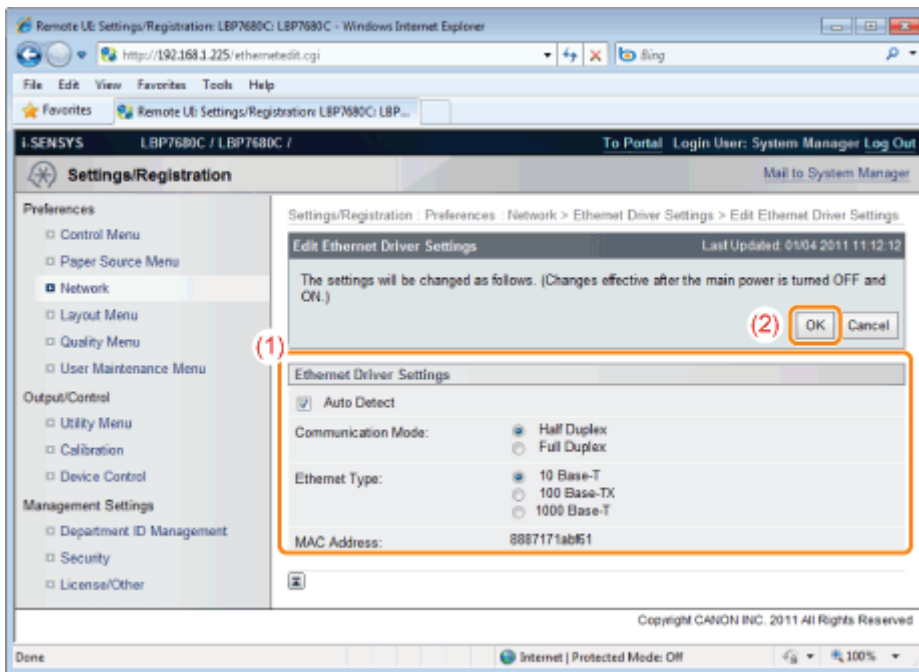 Remote UI: Settings/Registration: LBP7680C: LBP7680C - Windows Internet Explorer
http://192.168.1.225/ethernetedit.cgi
Bing
File Edit View Favorites Tools Help
Favorites
Remote UI: Settings/Registration: LBP7680C: LBP...
i-SENSYS LBP7680C / LBP7680C /
To Portal Login User: System Manager Log Out
Settings/Registration
Mail to System Manager
Preferences
Control Menu
Paper Source Menu
Network
Layout Menu
Quality Menu
User Maintenance Menu
Output/Control
Utility Menu
Calibration
Device Control
Management Settings
Department ID Management
Security
License/Other
Settings/Registration : Preferences : Network > Ethernet Driver Settings > Edit Ethernet Driver Settings
Edit Ethernet Driver Settings
Last Updated: 01/04 2011 11:12:12
The settings will be changed as follows. (Changes effective after the main power is turned OFF and
ON.)
(2)
OK
Cancel
(1)
Ethernet Driver Settings
Auto Detect
Communication Mode:
Half Duplex
Full Duplex
Ethernet Type:
10 Base-T
100 Base-TX
1000 Base-T
MAC Address:
8887171abf61
Copyright CANON INC. 2011 All Rights Reserved
Done
Internet | Protected Mode: Off
100%